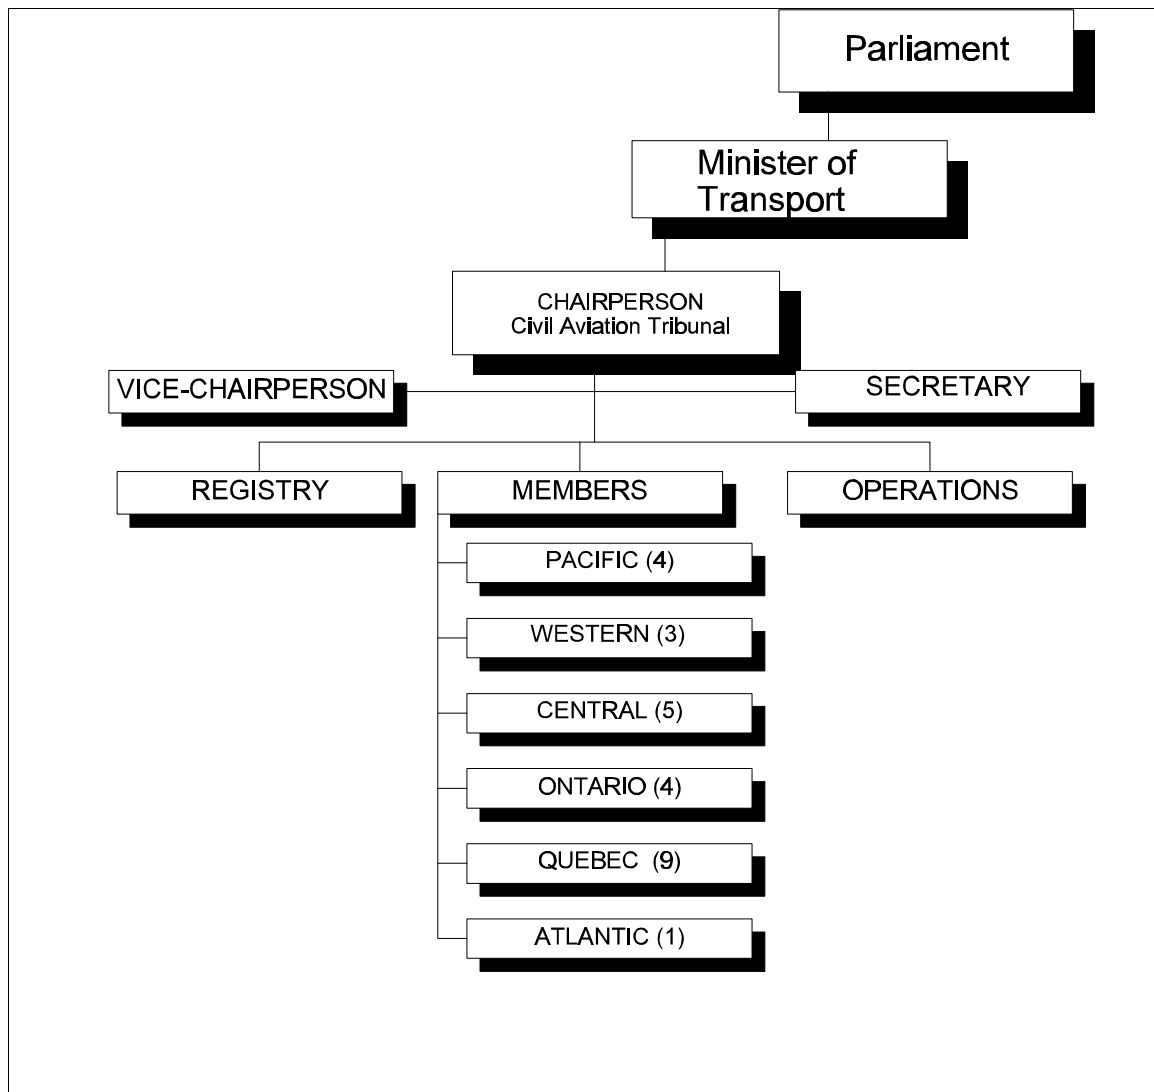 Parliament
Minister of
Transport
CHAIRPERSON
Civil Aviation Tribunal
VICE-CHAIRPERSON
SECRETARY
REGISTRY
MEMBERS
OPERATIONS
PACIFIC (4)
WESTERN (3)
CENTRAL (5)
ONTARIO (4)
QUEBEC (9)
ATLANTIC (1)